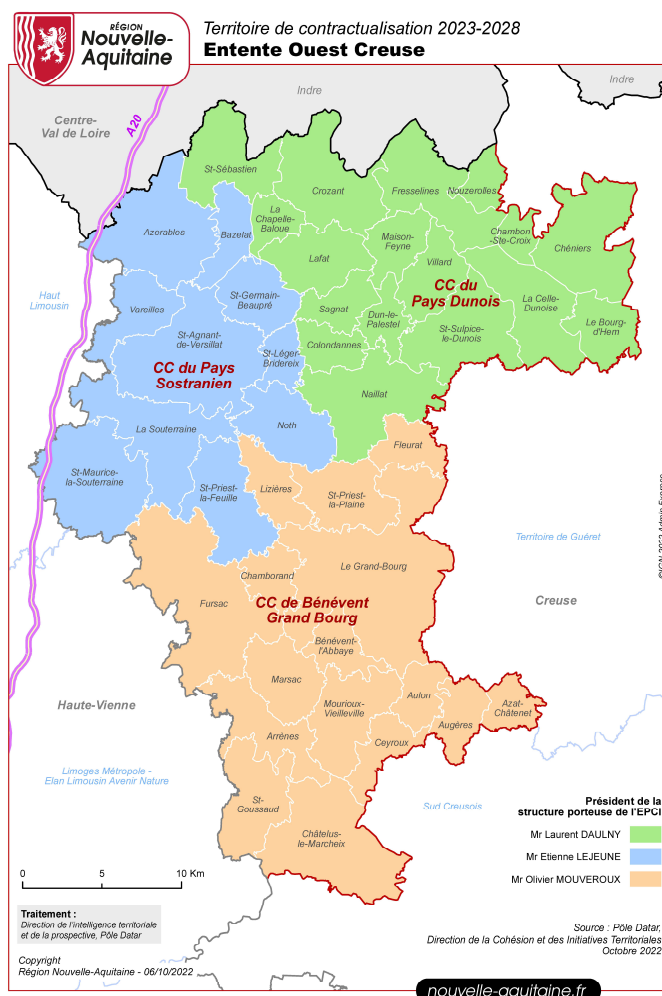 RÉGION
Nouvelle-
Aquitaine
Territoire de contractualisation 2023-2028
Entente Ouest Creuse
Indre
Indre
Centre-
Val de Loire
A20
St-Sébastien
Crozant
Fresselines
Nouzerolles
La
Chapelle-
Baloue
Azerables
Bazelat
Maison-
Feyne
Chambon
-Ste-Croix
Chéniers
Lafat
Villard
CC du
Pays Dunois
Haut
Limousin
St-Germain-
Beaupré
Vareilles
Sagnat
Dun-le-
Palestel
La Celle-
Dunoise
Le Bourg-
d'Hem
St-Agnant-
de-Versillat
St-Sulpice-
le-Dunois
Colondannes
St-Léger-
Bridereix
CC du Pays
Sostranien
Naillat
La Souterraine
Noth
Fleurat
St-Maurice-
la-Souterraine
St-Priest-
la-Feuille
Lizières
St-Priest-
la-Plaine
Territoire de Guéret
Le Grand-Bourg
Chamborand
Fursac
CC de Bénévent
Grand Bourg
Creuse
Bénévent-
l'Abbaye
Marsac
Haute-Vienne
Mourioux-
Vieilleville
Aulon
Azat-
Châtenet
Augères
Arrènes
Ceyroux
Limoges Métropole -
Elan Limousin Avenir Nature
St-
Goussaud
Sud Creusois
Châtelus-
le-Marcheix
Président de la
structure porteuse de l'EPCI
Mr Laurent DAULNY
Mr Etienne LEJEUNE
Mr Olivier MOUVEROUX
0 5 10 Km
Traitement :
Direction de l'intelligence territoriale
et de la prospective, Pôle Datar
Source : Pôle Datar,
Direction de la Cohésion et des Initiatives Territoriales
Octobre 2022
Copyright
Région Nouvelle-Aquitaine - 06/10/2022
nouvelle-aquitaine.fr